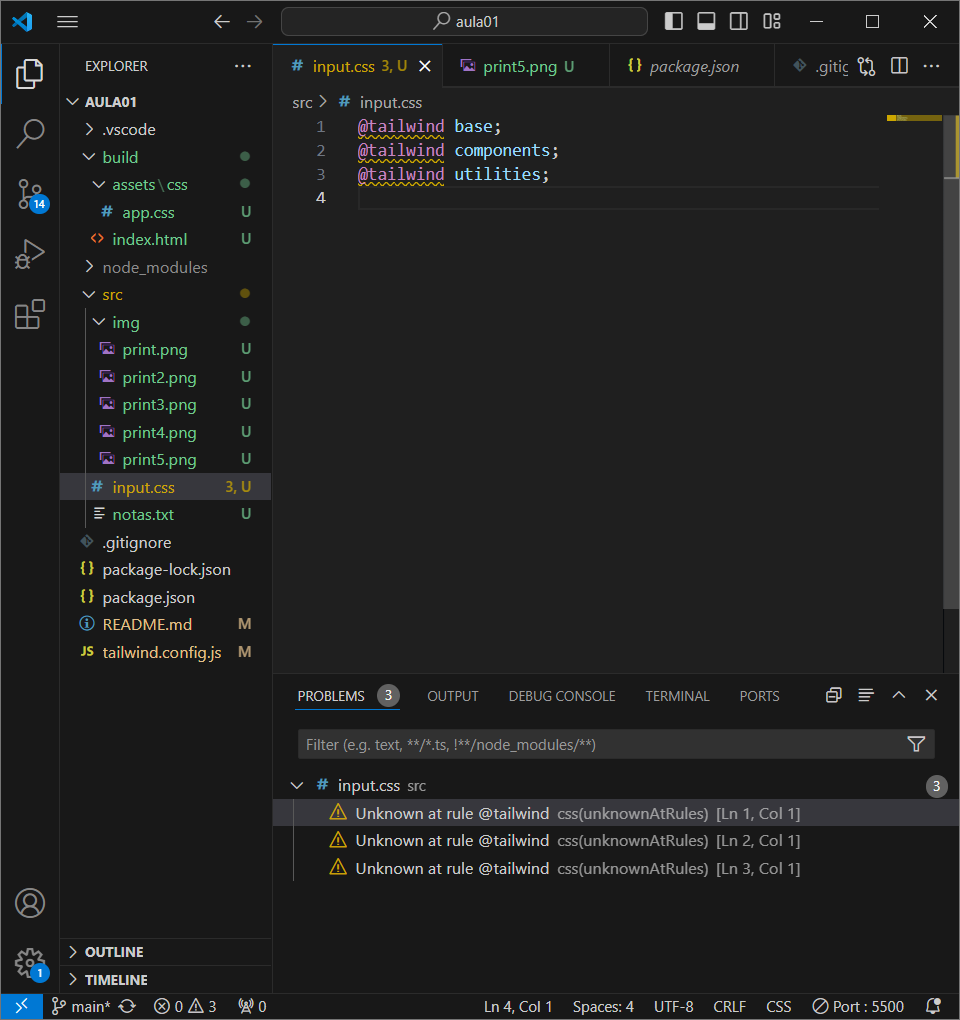 aula01
EXPLORER
AULA01
.vscode
build
assets\css
# app.css U
<> index.html U
node_modules
src
img
print.png U
print2.png U
print3.png U
print4.png U
print5.png U
# input.css 3, U
notas.txt U
.gitignore
{} package-lock.json
{} package.json
README.md M
JS tailwind.config.js M
OUTLINE
TIMELINE
14
1
# input.css 3, U
print5.png U
{} package.json
.gitig
src > # input.css
1 @tailwind base;
2 @tailwind components;
3 @tailwind utilities;
4
PROBLEMS 3 OUTPUT DEBUG CONSOLE TERMINAL PORTS
Filter (e.g. text, **/*.ts, !**/node_modules/**)
# input.css src 3
Unknown at rule @tailwind css(unknownAtRules) [Ln 1, Col 1]
Unknown at rule @tailwind css(unknownAtRules) [Ln 2, Col 1]
Unknown at rule @tailwind css(unknownAtRules) [Ln 3, Col 1]
main* 0 3 0 Ln 4, Col 1 Spaces: 4 UTF-8 CRLF CSS Port : 5500